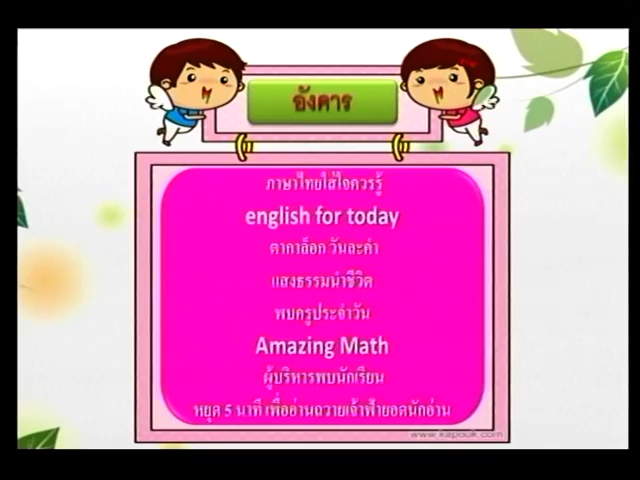 อังคาร
ภาษาไทยใส่ใจควรรู้
english for today
ตากาล็อก วันละคำ
แสงธรรมนำชีวิต
พบครูประจำวัน
Amazing Math
ผู้บริหารพบนักเรียน
หยุด 5 นาที เพื่ออ่านถวายเจ้าฟ้ายอดนักอ่าน
www.kapook.com